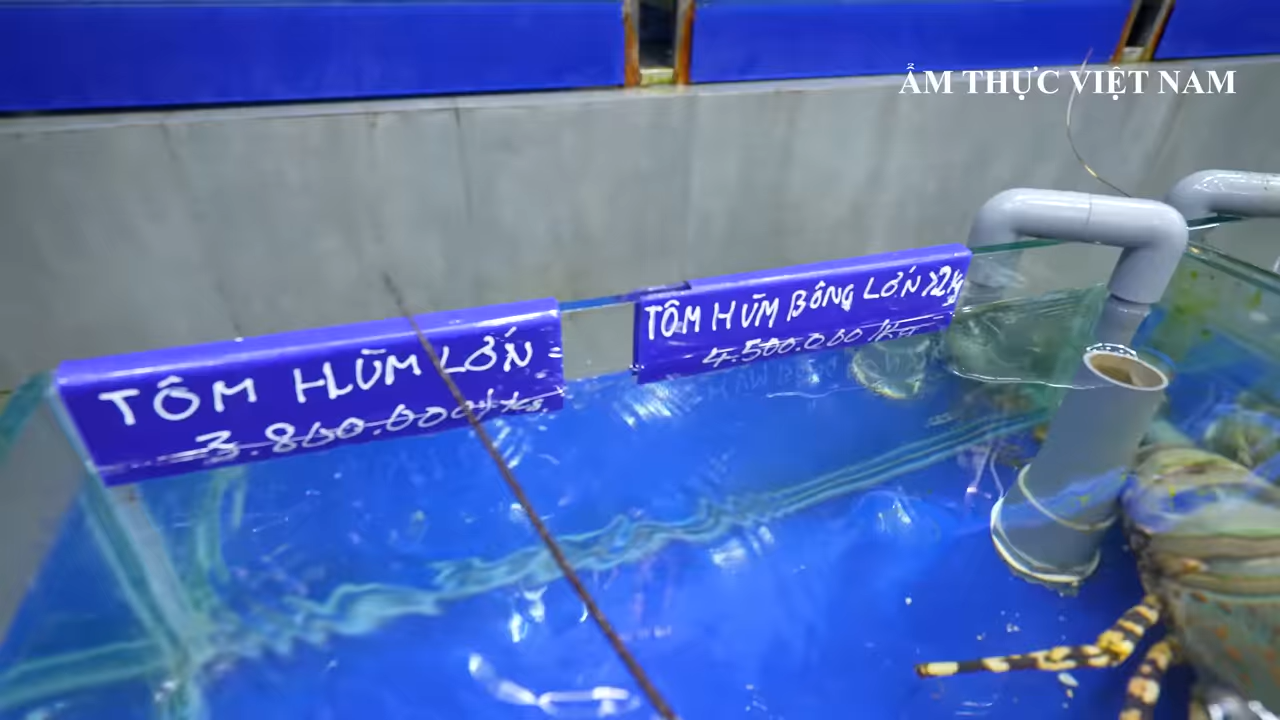 ẨM THỰC VIỆT NAM
TÔM HÙM LỚN
3.800.000/kg
TÔM HÙM BÔNG LỚN >2kg
4.500.000/kg